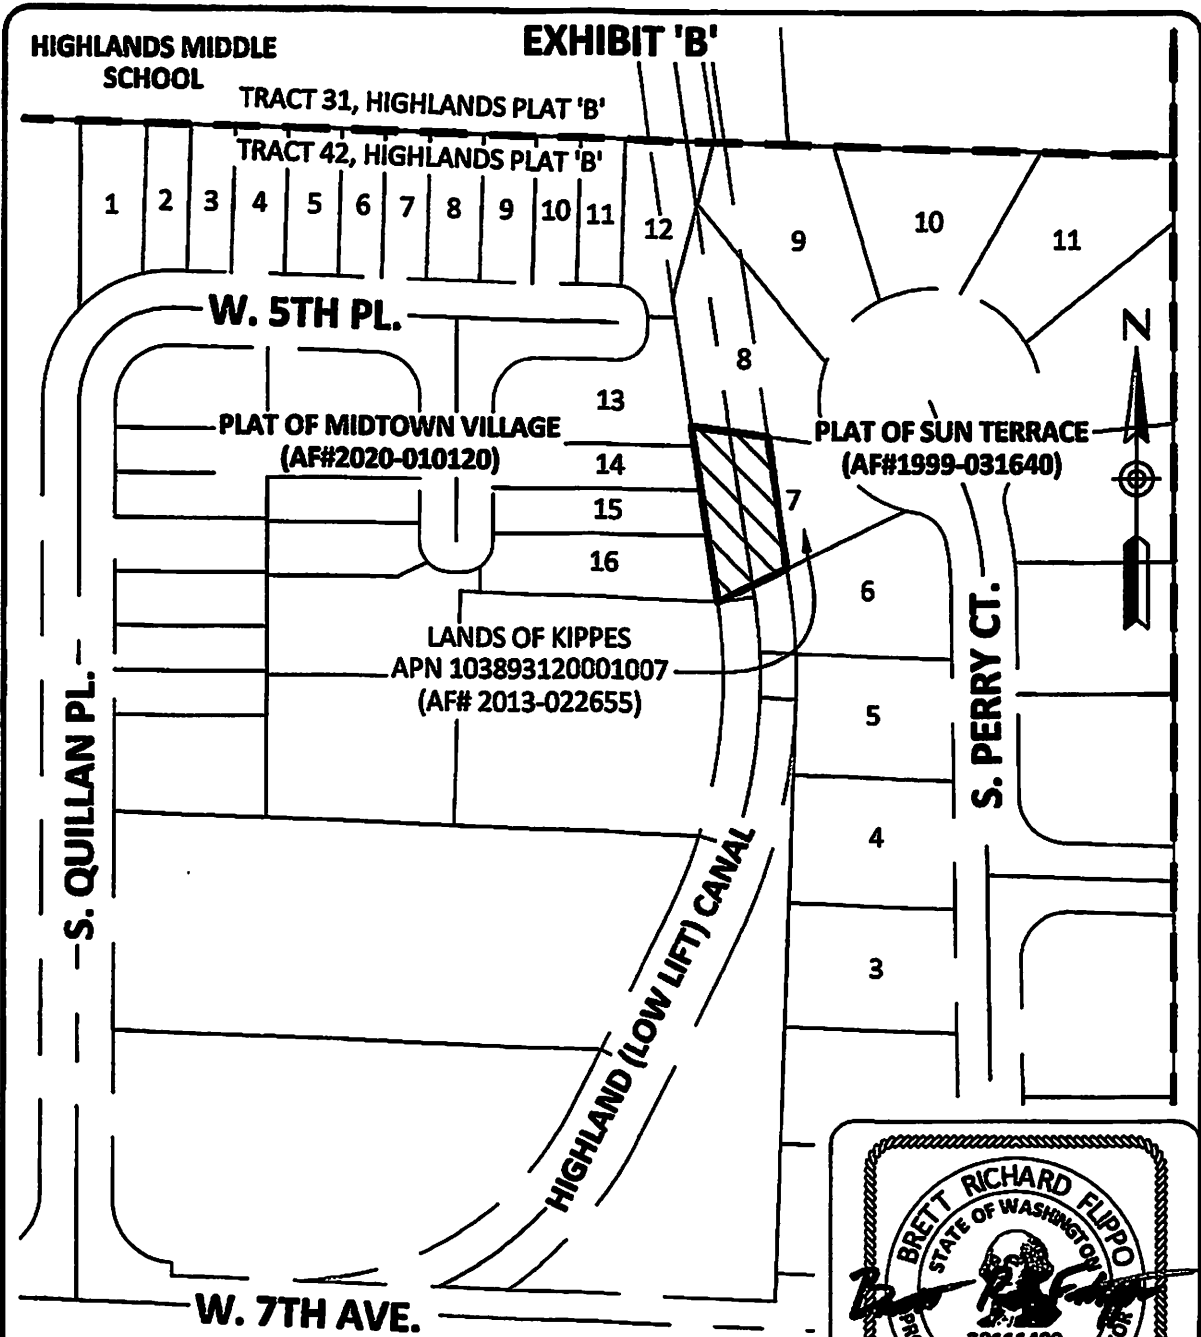 EXHIBIT 'B'
HIGHLANDS MIDDLE
SCHOOL
TRACT 31, HIGHLANDS PLAT 'B'
TRACT 42, HIGHLANDS PLAT 'B'
1
2
3
4
5
6
7
8
9
10
11
12
9
10
11
W. 5TH PL.
N
8
13
PLAT OF MIDTOWN VILLAGE
(AF#2020-010120)
PLAT OF SUN TERRACE
(AF#1999-031640)
14
7
15
16
6
LANDS OF KIPPES
APN 103893120001007
(AF# 2013-022655)
S. PERRY CT.
5
S. QUILLAN PL.
4
HIGHLAND (LOW LIFT) CANAL
3
BRETT RICHARD FLIPPO
STATE OF WASHINGTON
W. 7TH AVE.